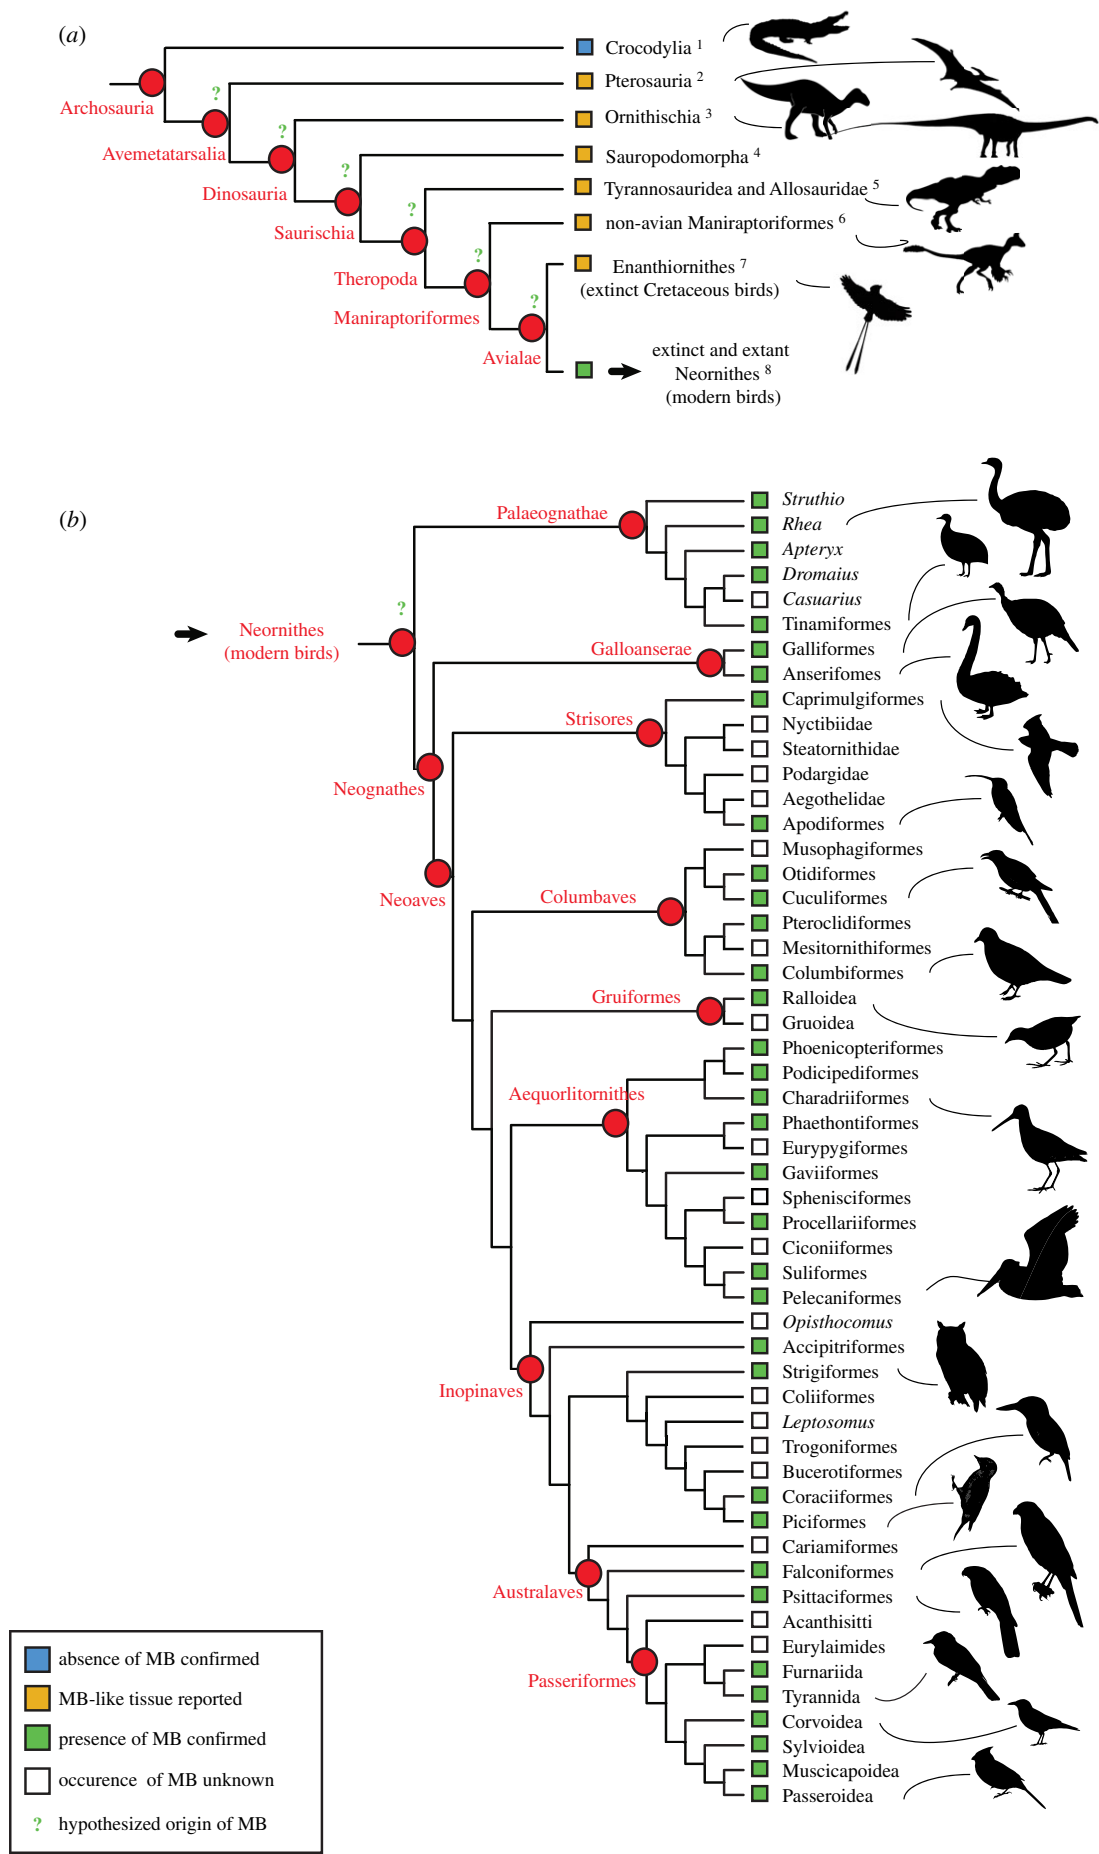 (a)
Crocodylia 1
Pterosauria 2
Archosauria
?
Ornithischia 3
Avemetatarsalia
?
Sauropodomorpha 4
Dinosauria
?
Tyrannosauridea and Allosauridae 5
Saurischia
?
non-avian Maniraptoriformes 6
Theropoda
?
Enanthiornithes 7
(extinct Cretaceous birds)
Maniraptoriformes
?
Avialae
extinct and extant
Neornithes 8
(modern birds)
(b)
Palaeognathae
Struthio
Rhea
Apteryx
Dromaius
Casuarius
Tinamiformes
?
Neornithes
(modern birds)
Galloanserae
Galliformes
Anserifomes
Strisores
Caprimulgiformes
Nyctibiidae
Steatornithidae
Podargidae
Aegothelidae
Apodiformes
Neognathes
Neoaves
Columbaves
Musophagiformes
Otidiformes
Cuculiformes
Pteroclidiformes
Mesitornithiformes
Columbiformes
Gruiformes
Ralloidea
Gruoidea
Aequorlitornithes
Phoenicopteriformes
Podicipediformes
Charadriiformes
Phaethontiformes
Eurypygiformes
Gaviiformes
Sphenisciformes
Procellariiformes
Ciconiiformes
Suliformes
Pelecaniformes
Inopinaves
Opisthocomus
Accipitriformes
Strigiformes
Coliiformes
Leptosomus
Trogoniformes
Bucerotiformes
Coraciiformes
Piciformes
Australaves
Cariamiformes
Falconiformes
Psittaciformes
Passeriformes
Acanthisitti
Eurylaimides
Furnariida
Tyrannida
Corvoidea
Sylvioidea
Muscicapoidea
Passeroidea
absence of MB confirmed
MB-like tissue reported
presence of MB confirmed
occurence of MB unknown
? hypothesized origin of MB